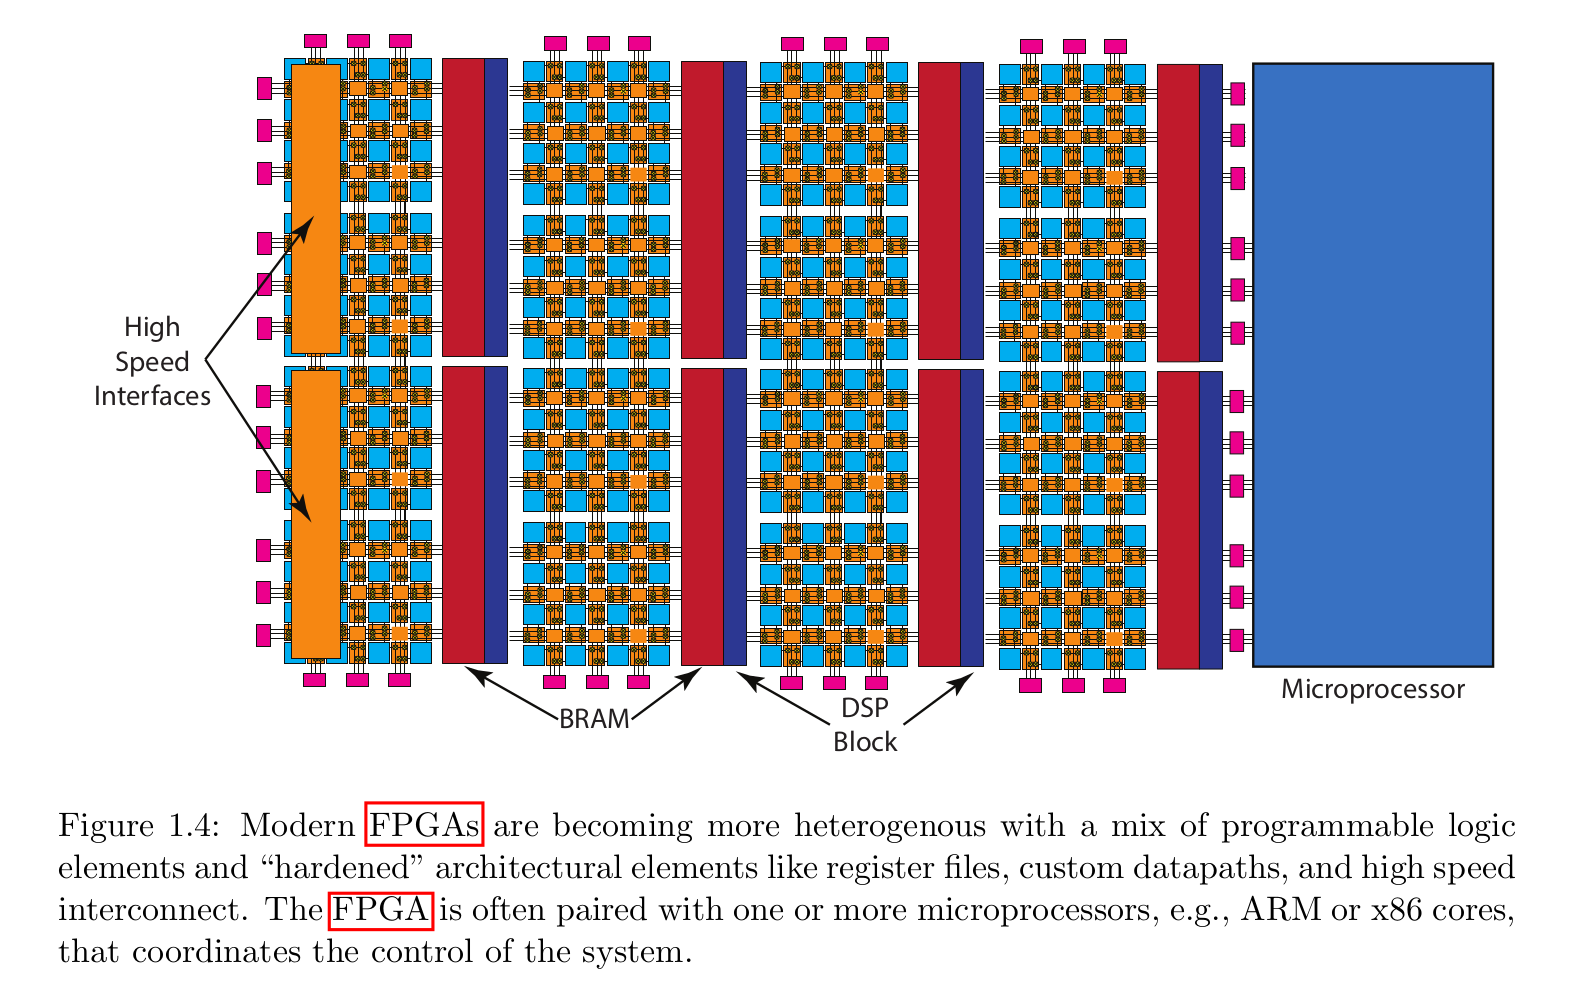 High
Speed
Interfaces
BRAM
DSP
Block
Microprocessor
Figure 1.4: Modern FPGAs are becoming more heterogenous with a mix of programmable logic
elements and “hardened” architectural elements like register files, custom datapaths, and high speed
interconnect. The FPGA is often paired with one or more microprocessors, e.g., ARM or x86 cores,
that coordinates the control of the system.